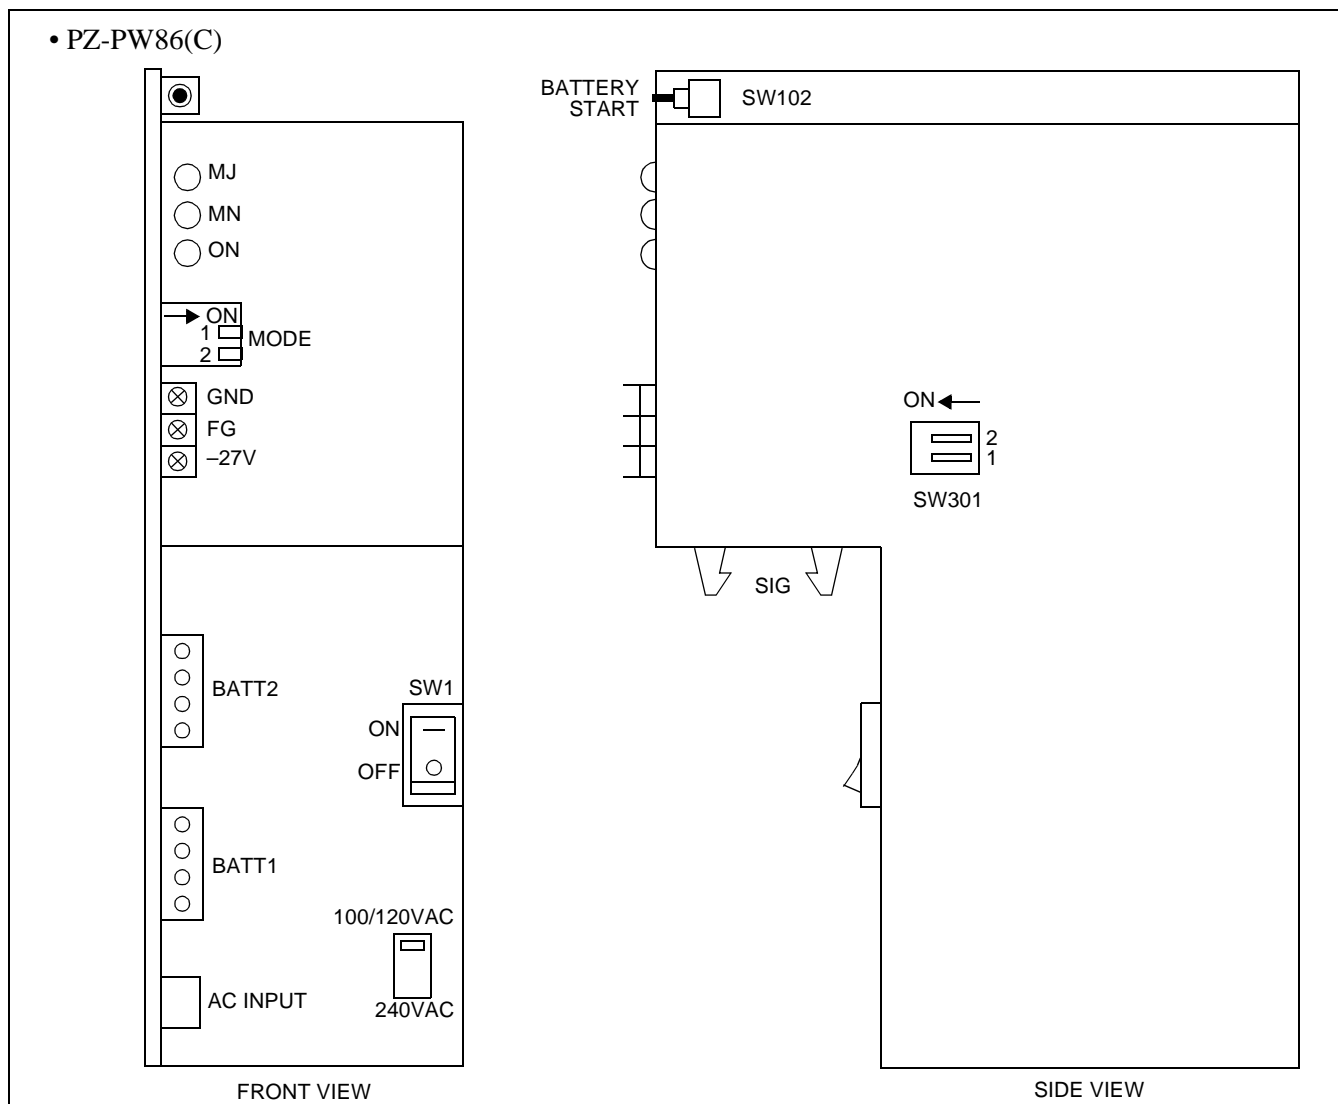 • PZ-PW86(C)
MJ
MN
ON
ON
1
MODE
2
GND
FG
–27V
BATT2
SW1
ON
OFF
BATT1
100/120VAC
AC INPUT
240VAC
FRONT VIEW
BATTERY
START
SW102
ON
2
1
SW301
SIG
SIDE VIEW